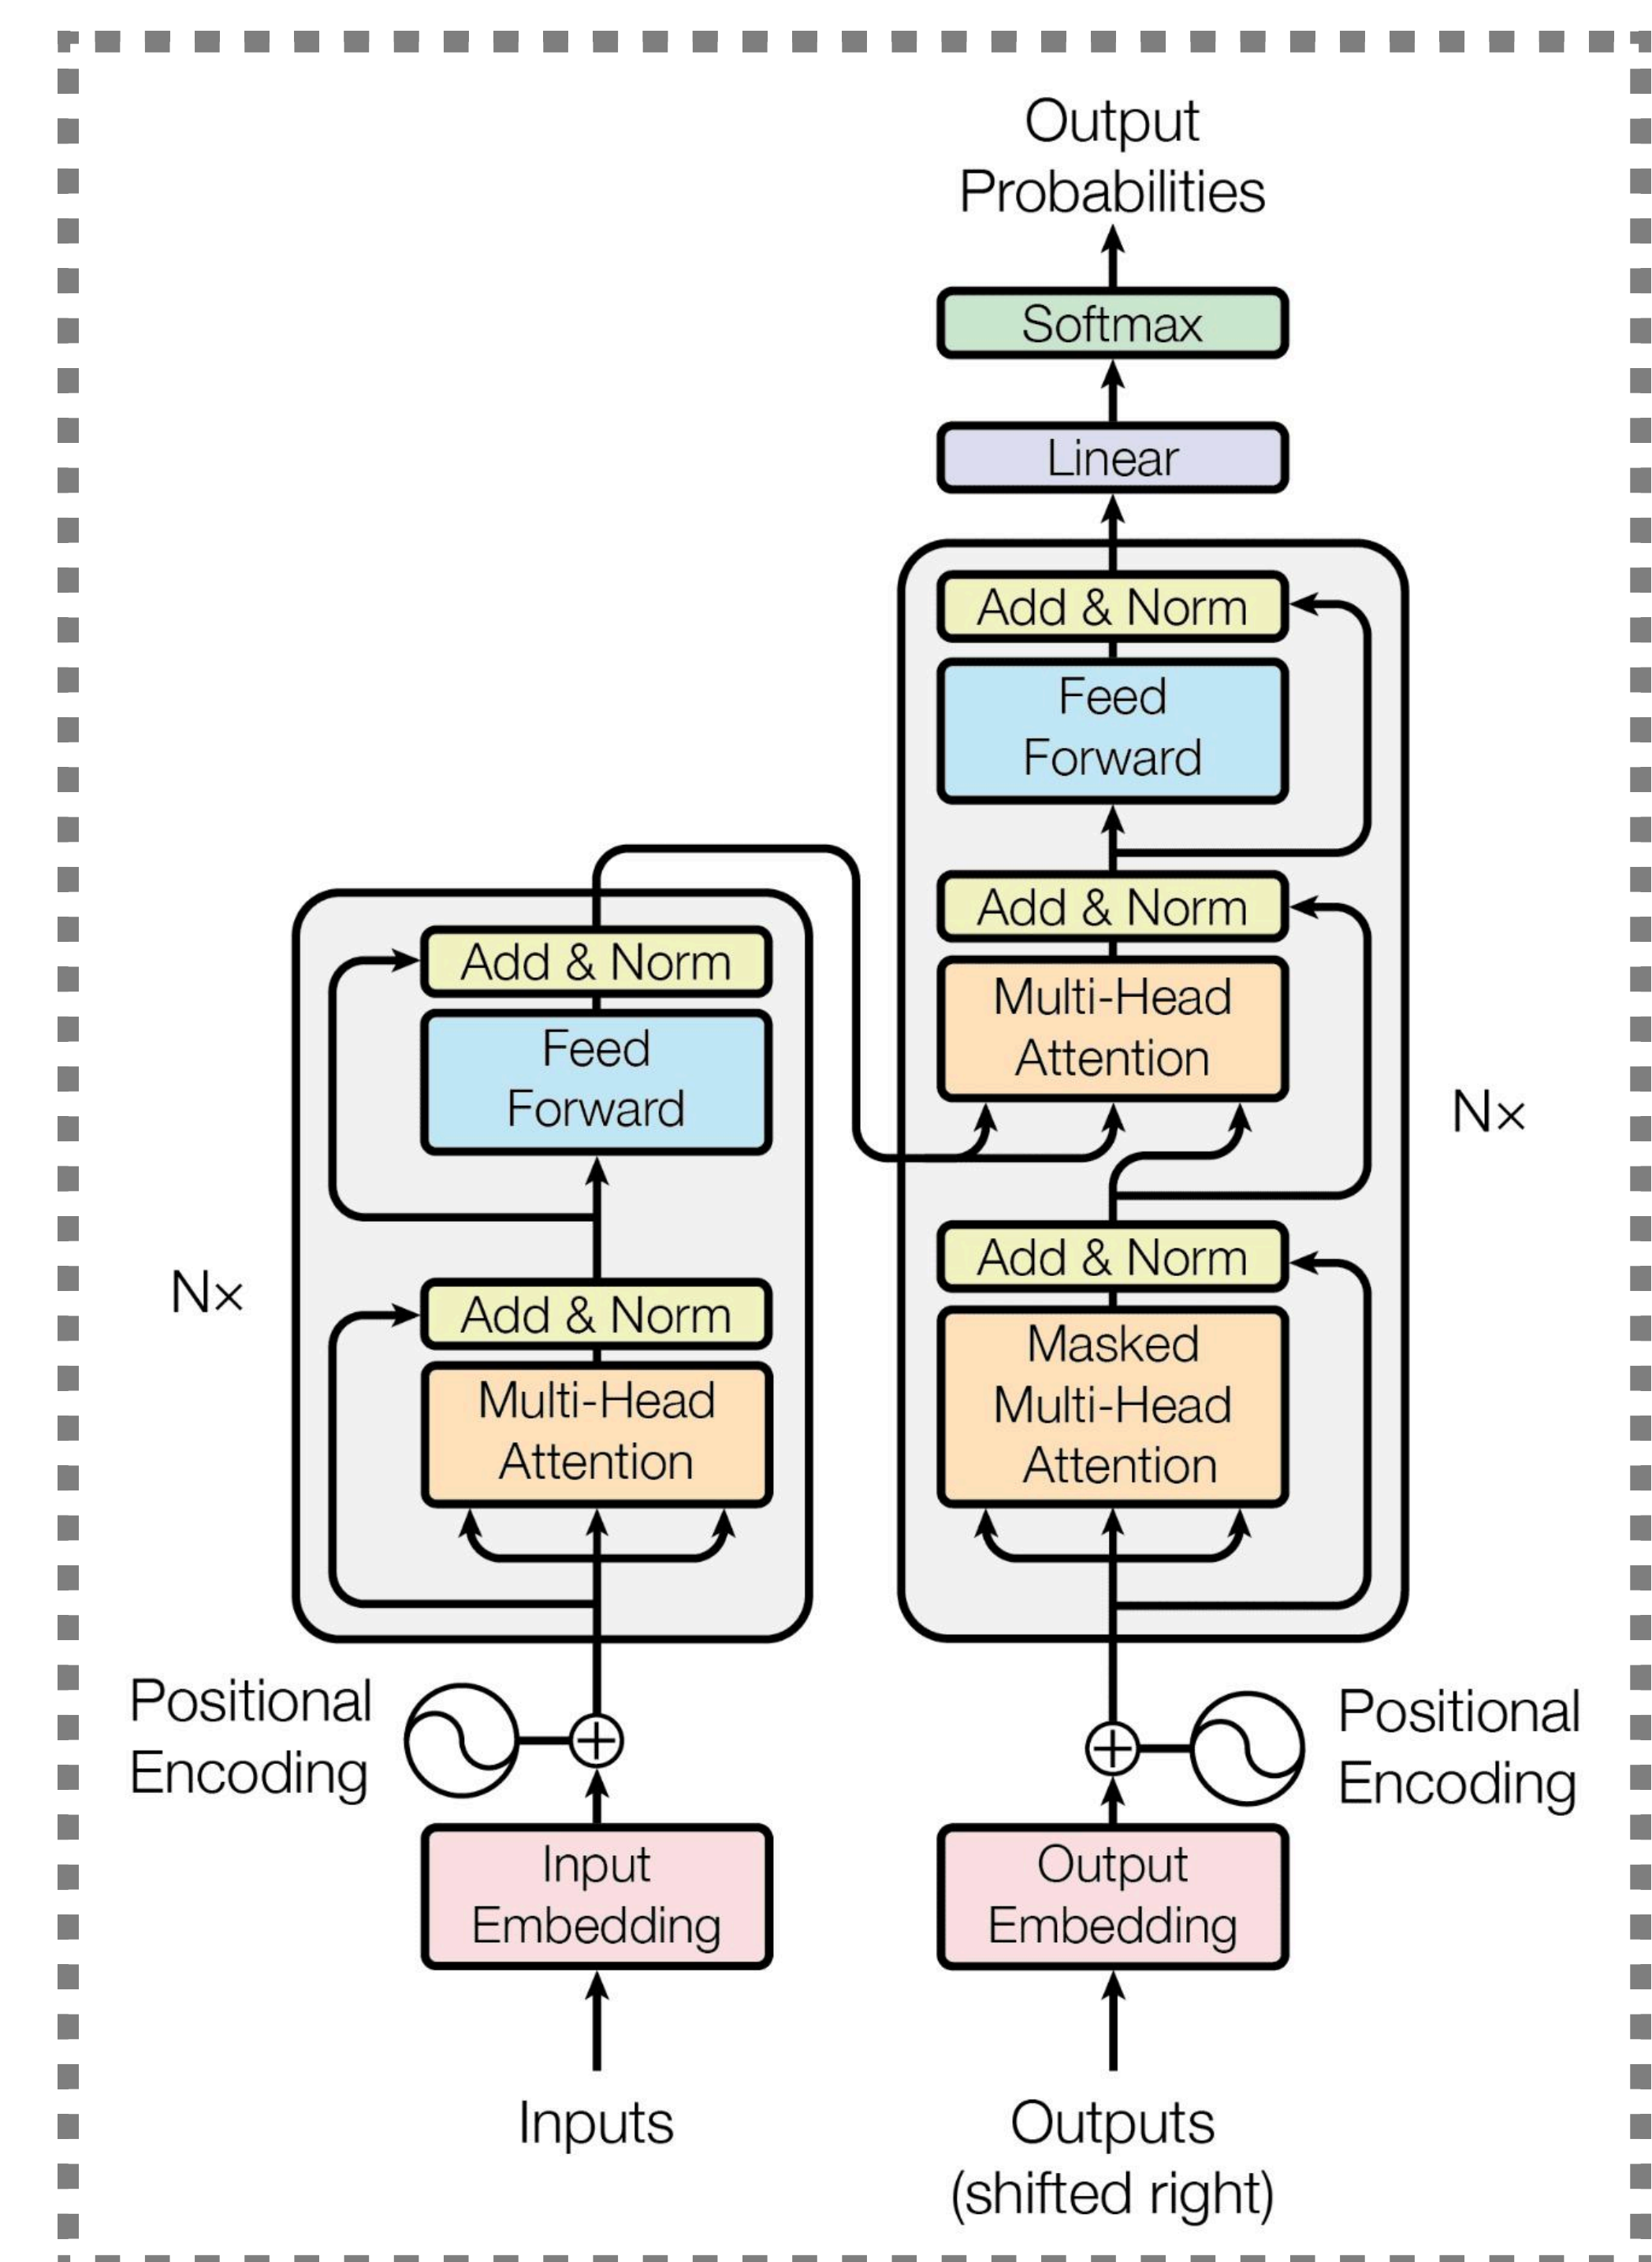 Output
Probabilities
Softmax
Linear
Add & Norm
Feed
Forward
Add & Norm
Multi-Head
Attention
Add & Norm
Feed
Forward
N×
Add & Norm
Masked
Multi-Head
Attention
N×
Add & Norm
Multi-Head
Attention
Positional
Encoding
Positional
Encoding
Input
Embedding
Output
Embedding
Inputs
Outputs
(shifted right)